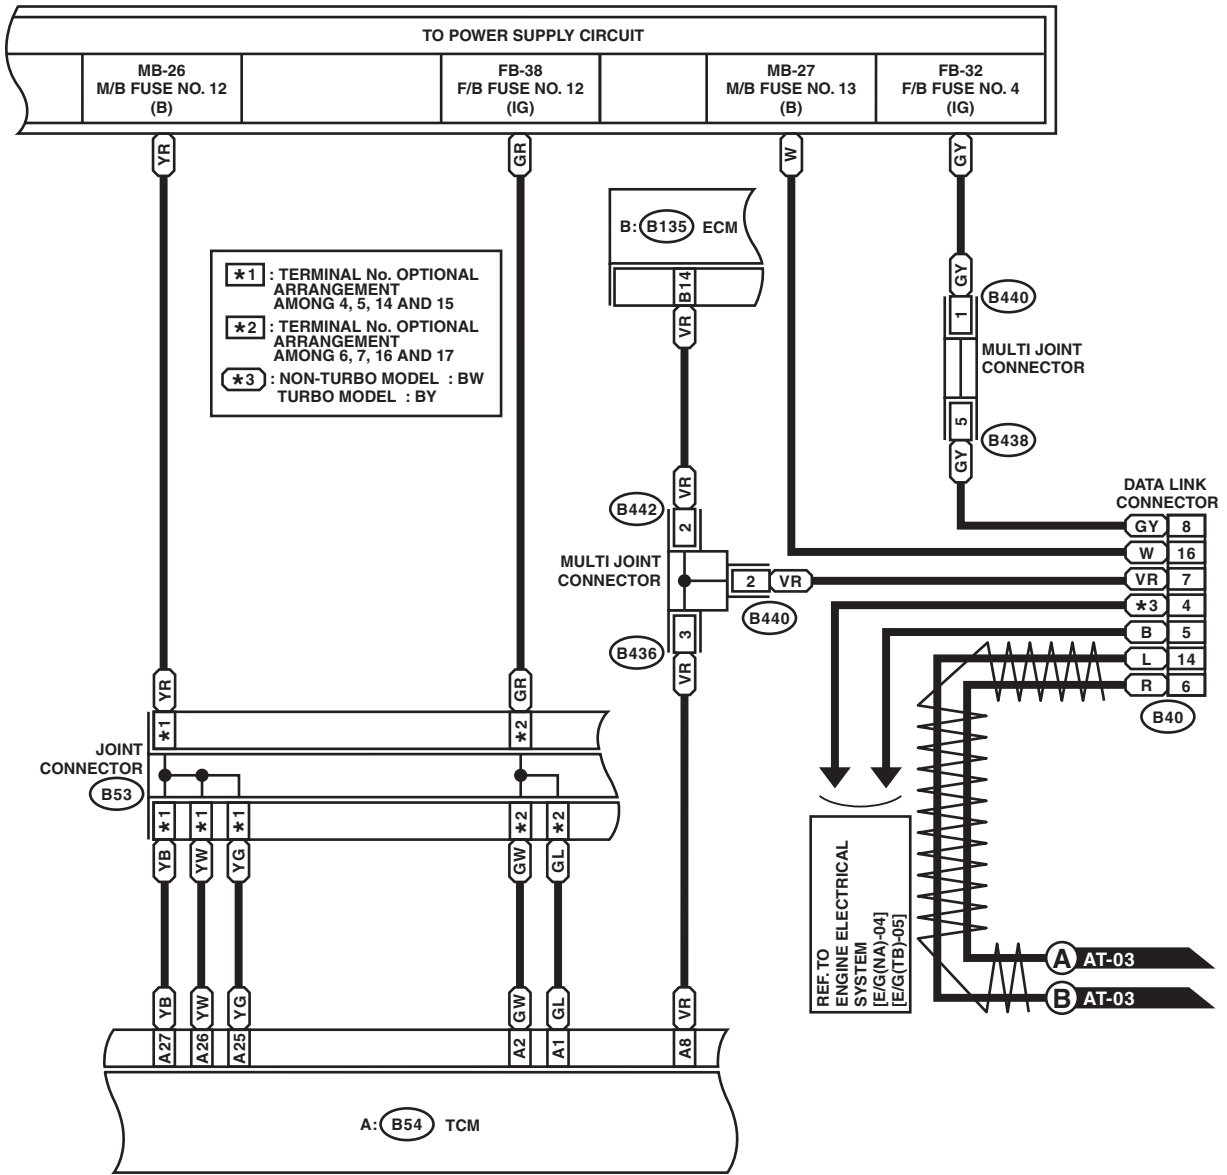 TO POWER SUPPLY CIRCUIT
MB-26
M/B FUSE NO. 12
(B)
FB-38
F/B FUSE NO. 12
(IG)
MB-27
M/B FUSE NO. 13
(B)
FB-32
F/B FUSE NO. 4
(IG)
YR
GR
W
GY
B: B135 ECM
B14
VR
GY
B440
1
MULTI JOINT
CONNECTOR
5
B438
GY
*1 : TERMINAL No. OPTIONAL
ARRANGEMENT
AMONG 4, 5, 14 AND 15
*2 : TERMINAL No. OPTIONAL
ARRANGEMENT
AMONG 6, 7, 16 AND 17
*3 : NON-TURBO MODEL : BW
TURBO MODEL : BY
VR
B442
2
MULTI JOINT
CONNECTOR
2 VR
B440
B436
3
VR
DATA LINK
CONNECTOR
GY 8
W 16
VR 7
*3 4
B 5
L 14
R 6
B40
YR
GR
*1
*2
JOINT
CONNECTOR
B53
*1
*1
*1
*2
*2
YB
YW
YG
GW
GL
REF. TO
ENGINE ELECTRICAL
SYSTEM
[E/G(NA)-04]
[E/G(TB)-05]
A AT-03
B AT-03
YB
YW
YG
GW
GL
VR
A27
A26
A25
A2
A1
A8
A: B54 TCM